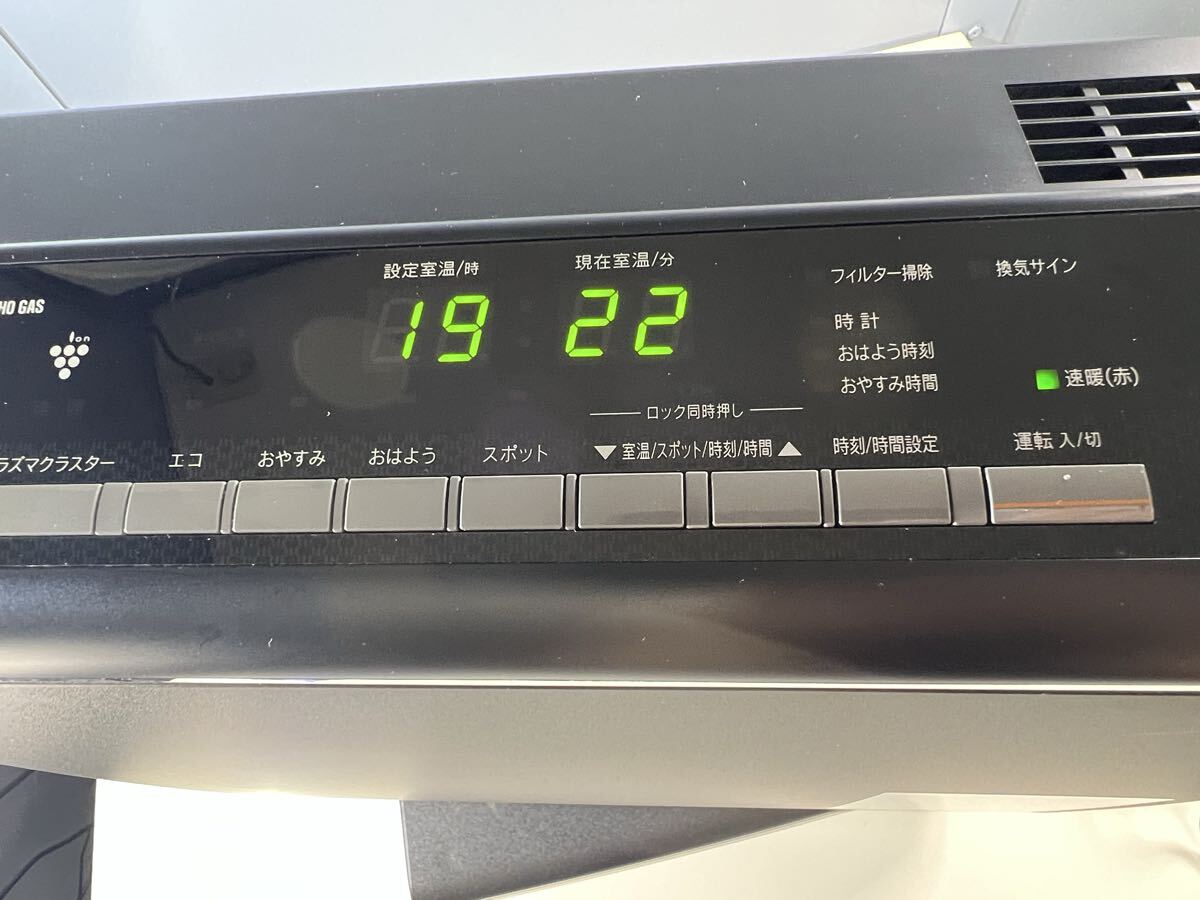 設定室温/時
現在室温/分
フィルター掃除
換気サイン
HO GAS
Ion
19
22
時計
おはよう時刻
おやすみ時間
速暖(赤)
ロック同時押し
ラズマクラスター
エコ
おやすみ
おはよう
スポット
▼ 室温/スポット/時刻/時間 ▲
時刻/時間設定
運転 入/切